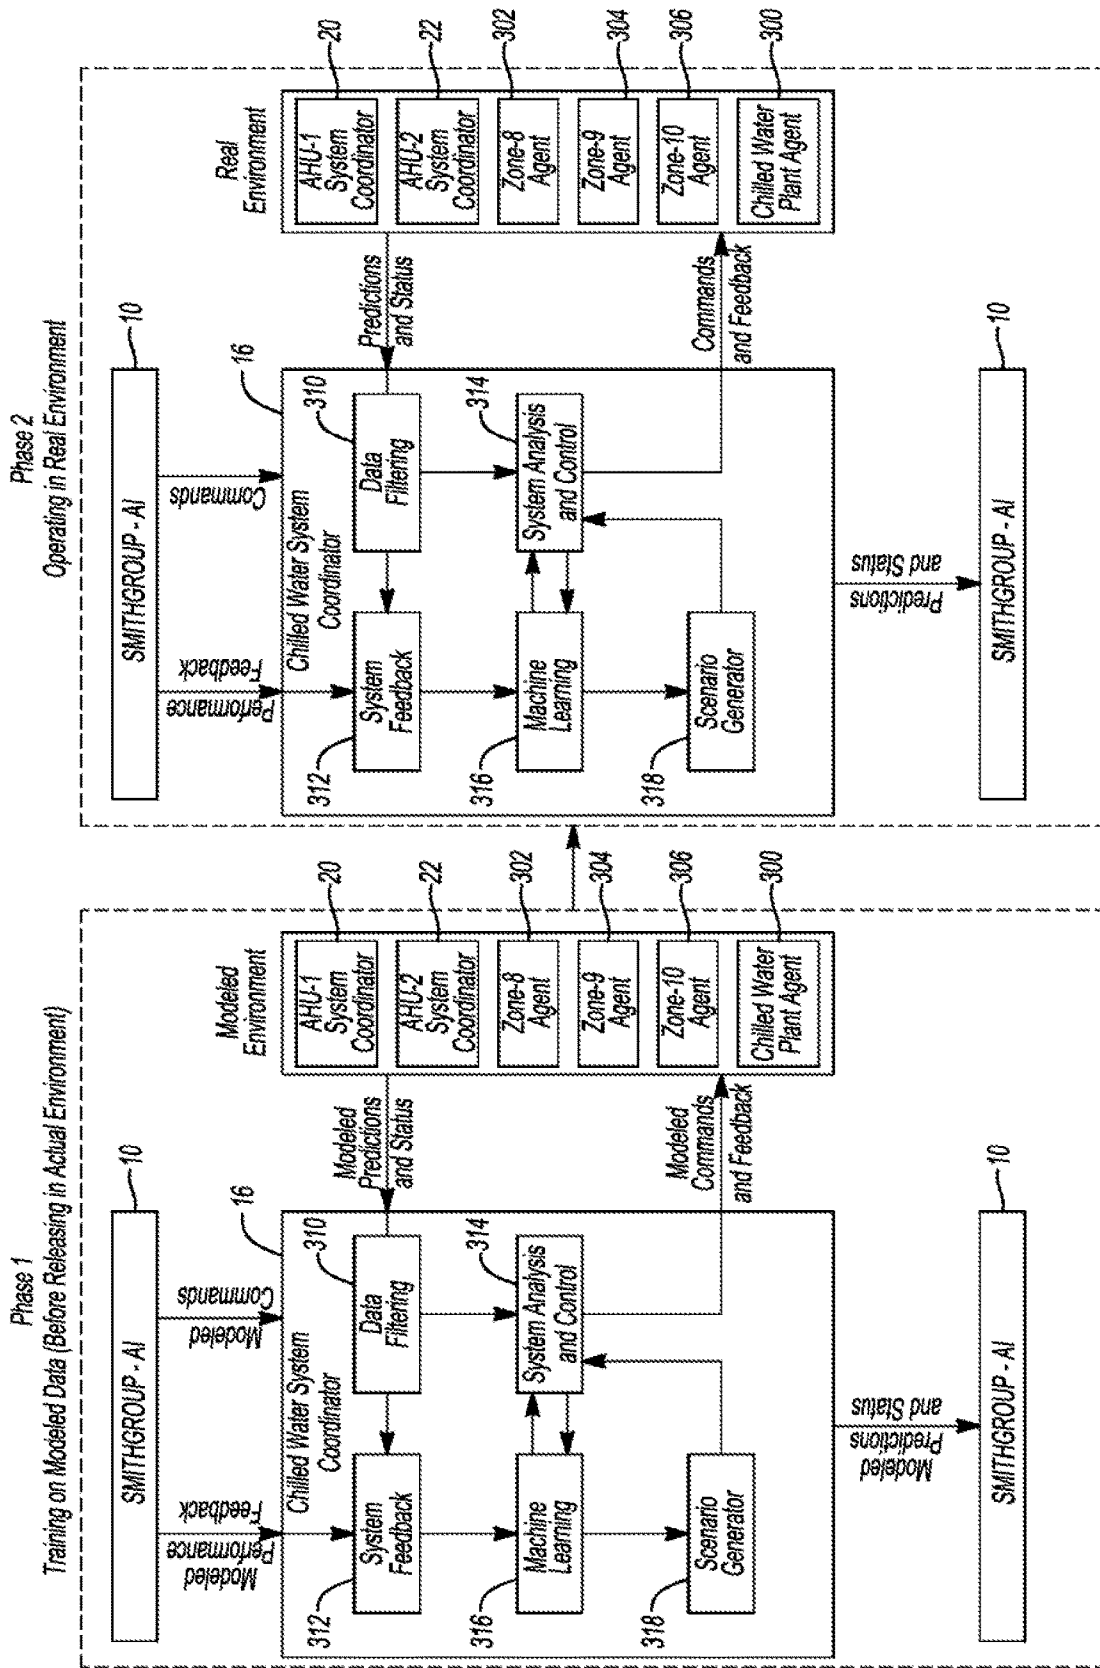 Phase 1
Training on Modeled Data (Before Releasing in Actual Environment)
SMITHGROUP - AI
10
Modeled
Performance
Feedback
Modeled
Commands
16
Chilled Water System
Coordinator
312
System
Feedback
310
Data
Filtering
316
Machine
Learning
314
System Analysis
and Control
318
Scenario
Generator
Modeled
Predictions
and Status
Modeled
Commands
and Feedback
Modeled
Environment
AHU-1
System
Coordinator
20
AHU-2
System
Coordinator
22
Zone-8
Agent
302
Zone-9
Agent
304
Zone-10
Agent
306
Chilled Water
Plant Agent
300
Modeled
Predictions
and Status
SMITHGROUP - AI
10
Phase 2
Operating in Real Environment
SMITHGROUP - AI
10
Performance
Feedback
Commands
16
Chilled Water System
Coordinator
312
System
Feedback
310
Data
Filtering
316
Machine
Learning
314
System Analysis
and Control
318
Scenario
Generator
Predictions
and Status
Commands
and Feedback
Real
Environment
AHU-1
System
Coordinator
20
AHU-2
System
Coordinator
22
Zone-8
Agent
302
Zone-9
Agent
304
Zone-10
Agent
306
Chilled Water
Plant Agent
300
Predictions
and Status
SMITHGROUP - AI
10